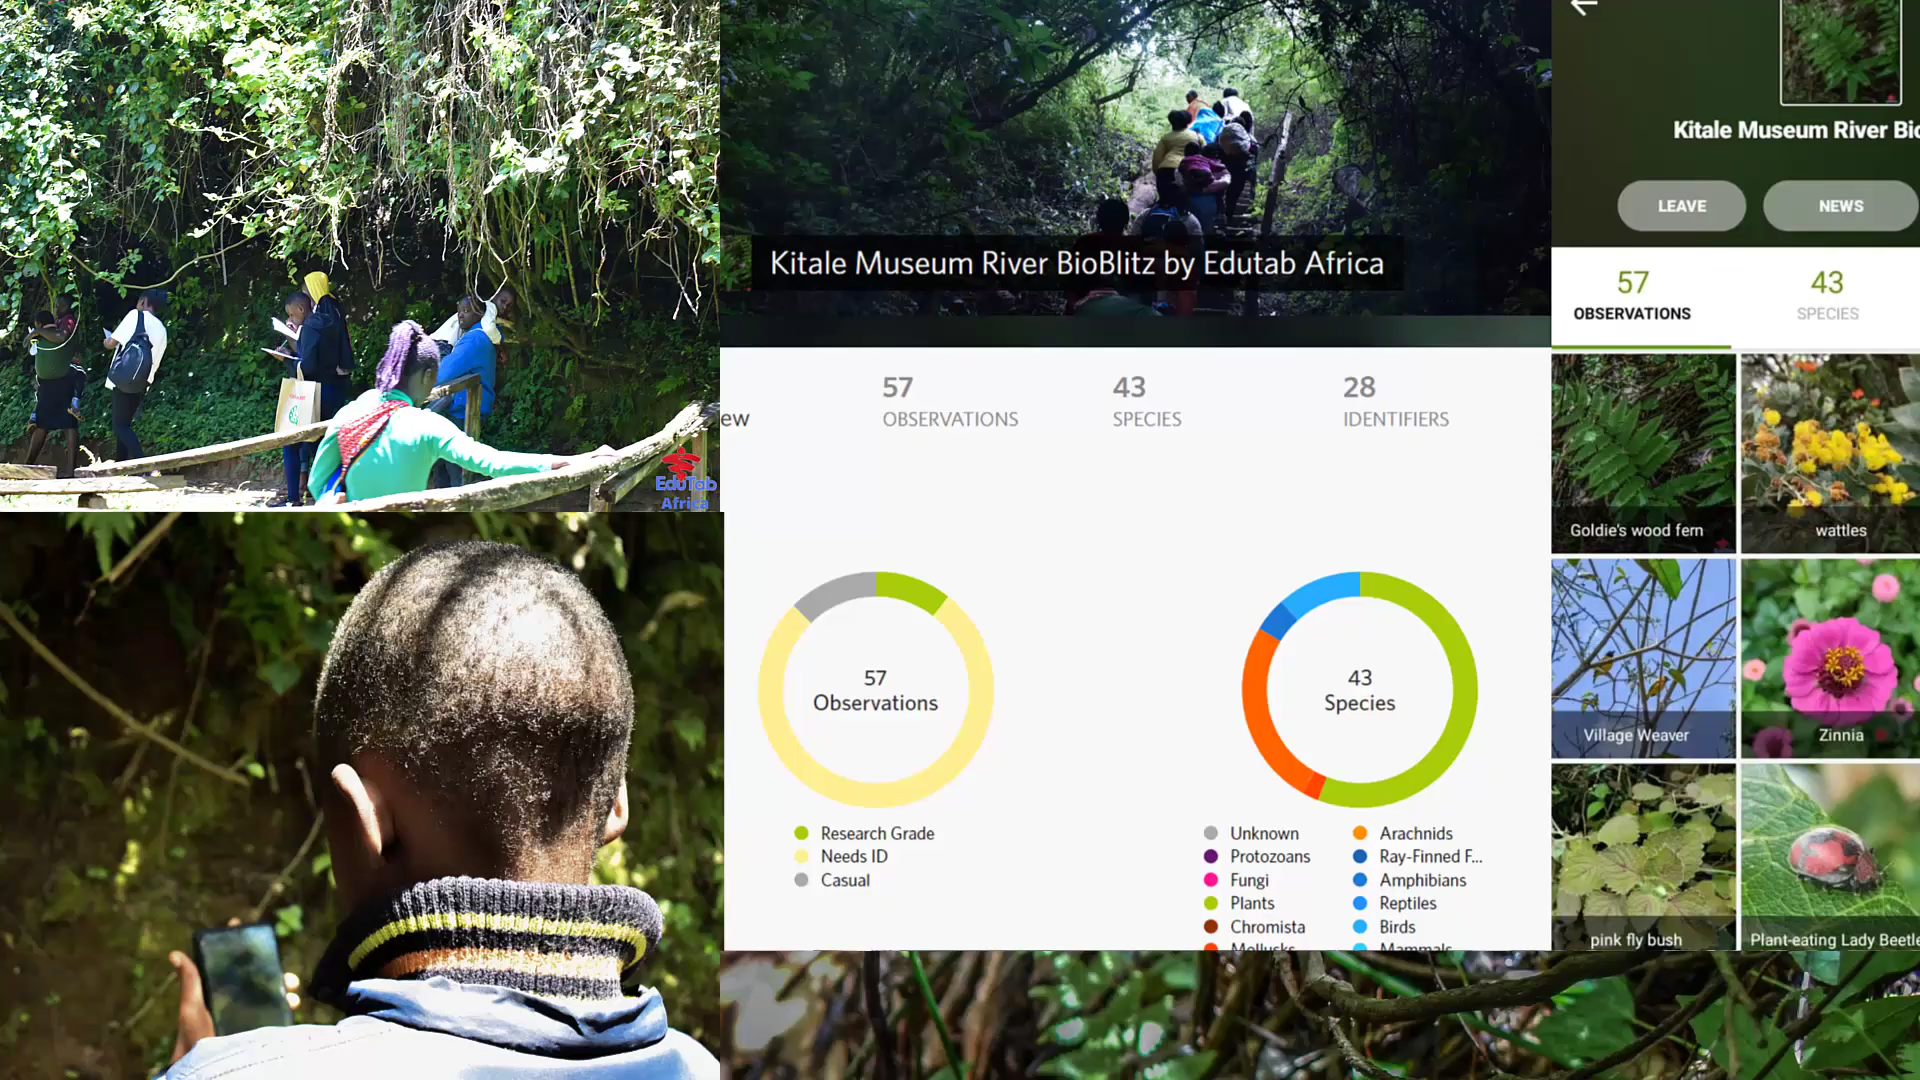 EduTab
Africa
Kitale Museum River BioBlitz by Edutab Africa
ew
57
OBSERVATIONS
43
SPECIES
28
IDENTIFIERS
57
Observations
Research Grade
Needs ID
Casual
43
Species
Unknown
Protozoans
Fungi
Plants
Chromista
Mollusks
Arachnids
Ray-Finned F...
Amphibians
Reptiles
Birds
Mammals
Kitale Museum River Bio
LEAVE
NEWS
57
OBSERVATIONS
43
SPECIES
Goldie's wood fern
wattles
Village Weaver
Zinnia
pink fly bush
Plant-eating Lady Beetle